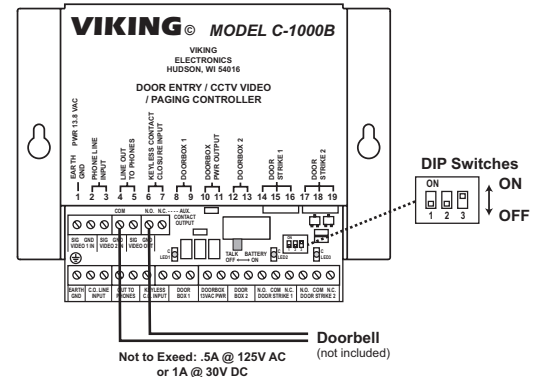 VIKING© MODEL C-1000B
VIKING
ELECTRONICS
HUDSON, WI 54016
DOOR ENTRY / CCTV VIDEO
/ PAGING CONTROLLER
PWR 13.8 VAC
EARTH GND
PHONE LINE INPUT
LINE OUT TO PHONES
KEYLESS CONTACT CLOSURE INPUT
DOORBOX 1
DOORBOX PWR OUTPUT
DOORBOX 2
DOOR STRIKE 1
DOOR STRIKE 2
1 2 3 4 5 6 7 8 9 10 11 12 13 14 15 16 17 18 19
DIP Switches
ON
1 2 3
ON
OFF
COM N.O. N.C. AUX. CONTACT OUTPUT
SIG GND SIG GND SIG GND
VIDEO 1 IN VIDEO 2 IN VIDEO OUT
ON
1 2 3
TALK BATTERY
OFF ON
C LED1
C LED2
C LED3
EARTH GND
C.O. LINE INPUT
OUT TO PHONES
KEYLESS C.C. INPUT
DOOR BOX 1
DOORBOX 13VAC PWR
DOOR BOX 2
N.O. COM N.C.
DOOR STRIKE 1
N.O. COM N.C.
DOOR STRIKE 2
Doorbell
(not included)
Not to Exeed: .5A @ 125V AC
or 1A @ 30V DC